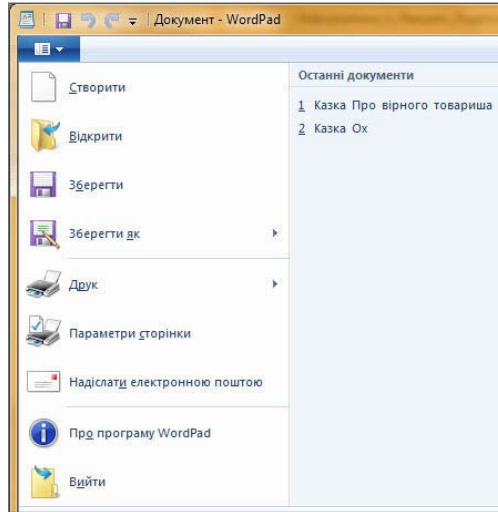 Документ - WordPad
Створити
Відкрити
Зберегти
Зберегти як
Друк
Параметри сторінки
Надіслати електронною поштою
Про програму WordPad
Вийти
Останні документи
1 Казка Про вірного товариша
2 Казка Ох